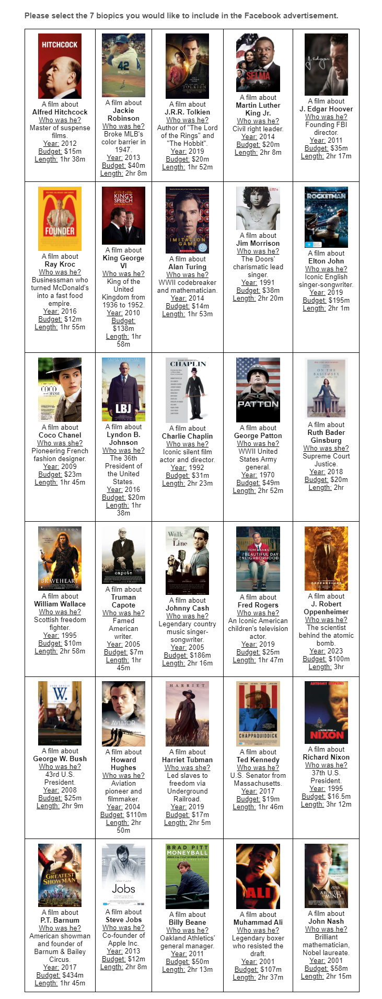 Please select the 7 biopics you would like to include in the Facebook advertisement.
HITCHCOCK
A film about
Alfred Hitchcock
Who was he?
Master of suspense
films.
Year: 2012
Budget: $15m
Length: 1hr 38m
42
A film about
Jackie
Robinson
Who was he?
Broke MLB's
color barrier in
1947.
Year: 2013
Budget: $40m
Length: 2hr 8m
TOLKIEN
A film about
J.R.R. Tolkien
Who was he?
Author of "The Lord
of the Rings" and
"The Hobbit".
Year: 2019
Budget: $20m
Length: 1hr 52m
SELMA
A film about
Martin Luther
King Jr.
Who was he?
Civil right leader.
Year: 2014
Budget: $20m
Length: 2hr 8m
J. Edgar
A film about
J. Edgar Hoover
Who was he?
Founding FBI
director.
Year: 2011
Budget: $35m
Length: 2hr 17m
FOUNDER
A film about
Ray Kroc
Who was he?
Businessman who
turned McDonald's
into a fast food
empire.
Year: 2016
Budget: $12m
Length: 1hr 55m
KING'S
SPEECH
A film about
King George
VI
Who was he?
King of the
United
Kingdom from
1936 to 1952.
Year: 2010
Budget:
$138m
Length: 1hr
58m
THE
IMITATION
GAME
A film about
Alan Turing
Who was he?
WWII codebreaker
and mathematician.
Year: 2014
Budget: $14m
Length: 1hr 53m
A film about
Jim Morrison
Who was he?
The Doors'
charismatic lead
singer.
Year: 1991
Budget: $38m
Length: 2hr 20m
ROCKETMAN
A film about
Elton John
Who was he?
Iconic English
singer-songwriter.
Year: 2019
Budget: $195m
Length: 2hr 1m
COCO
A film about
Coco Chanel
Who was she?
Pioneering French
fashion designer.
Year: 2009
Budget: $23m
Length: 1hr 45m
LBJ
A film about
Lyndon B.
Johnson
Who was he?
The 36th
President of
the United
States.
Year: 2016
Budget: $20m
Length: 1hr
38m
CHAPLIN
A film about
Charlie Chaplin
Who was he?
Iconic silent film
actor and director.
Year: 1992
Budget: $31m
Length: 2hr 23m
PATTON
A film about
George Patton
Who was he?
WWII United
States Army
general.
Year: 1970
Budget: $49m
Length: 2hr 52m
ON THE
BASIS of SEX
A film about
Ruth Bader
Ginsburg
Who was she?
Supreme Court
Justice.
Year: 2018
Budget: $20m
Length: 2hr
MEL GIBSON
BRAVEHEART
A film about
William Wallace
Who was he?
Scottish freedom
fighter.
Year: 1995
Budget: $10m
Length: 2hr 58m
capote
A film about
Truman
Capote
Who was he?
Famed
American
writer.
Year: 2005
Budget: $7m
Length: 1hr
45m
Walk
the
Line
A film about
Johnny Cash
Who was he?
Legendary country
music singer-
songwriter.
Year: 2005
Budget: $186m
Length: 2hr 16m
TOM HANKS
A BEAUTIFUL DAY
IN THE NEIGHBORHOOD
A film about
Fred Rogers
Who was he?
An Iconic American
children's television
actor.
Year: 2019
Budget: $25m
Length: 1hr 47m
OPPENHEIMER
A film about
J. Robert
Oppenheimer
Who was he?
The scientist
behind the atomic
bomb.
Year: 2023
Budget: $100m
Length: 3hr
JOSH BROLIN
W.
A film about
George W. Bush
Who was he?
43rd U.S.
President.
Year: 2008
Budget: $25m
Length: 2hr 9m
AVIATOR
A film about
Howard
Hughes
Who was he?
Aviation
pioneer and
filmmaker.
Year: 2004
Budget: $110m
Length: 2hr
50m
HARRIET
A film about
Harriet Tubman
Who was she?
Led slaves to
freedom via
Underground
Railroad.
Year: 2019
Budget: $17m
Length: 2hr 5m
CHAPPAQUIDDICK
A film about
Ted Kennedy
Who was he?
U.S. Senator from
Massachusetts.
Year: 2017
Budget: $19m
Length: 1hr 46m
ANTHONY HOPKINS
NIXON
A film about
Richard Nixon
Who was he?
37th U.S.
President.
Year: 1995
Budget: $16.5m
Length: 3hr 12m
THE
GREATEST
SHOWMAN
A film about
P.T. Barnum
Who was he?
American showman
and founder of
Barnum & Bailey
Circus.
Year: 2017
Budget: $434m
Length: 1hr 45m
Jobs
A film about
Steve Jobs
Who was he?
Co-founder of
Apple Inc.
Year: 2013
Budget: $12m
Length: 2hr 8m
BRAD PITT
MONEYBALL
A film about
Billy Beane
Who was he?
Oakland Athletics'
general manager.
Year: 2011
Budget: $50m
Length: 2hr 13m
ALI
A film about
Muhammad Ali
Who was he?
Legendary boxer
who resisted the
draft.
Year: 2001
Budget: $107m
Length: 2hr 37m
A BEAUTIFUL
MIND
A film about
John Nash
Who was he?
Brilliant
mathematician,
Nobel laureate.
Year: 2001
Budget: $58m
Length: 2hr 15m